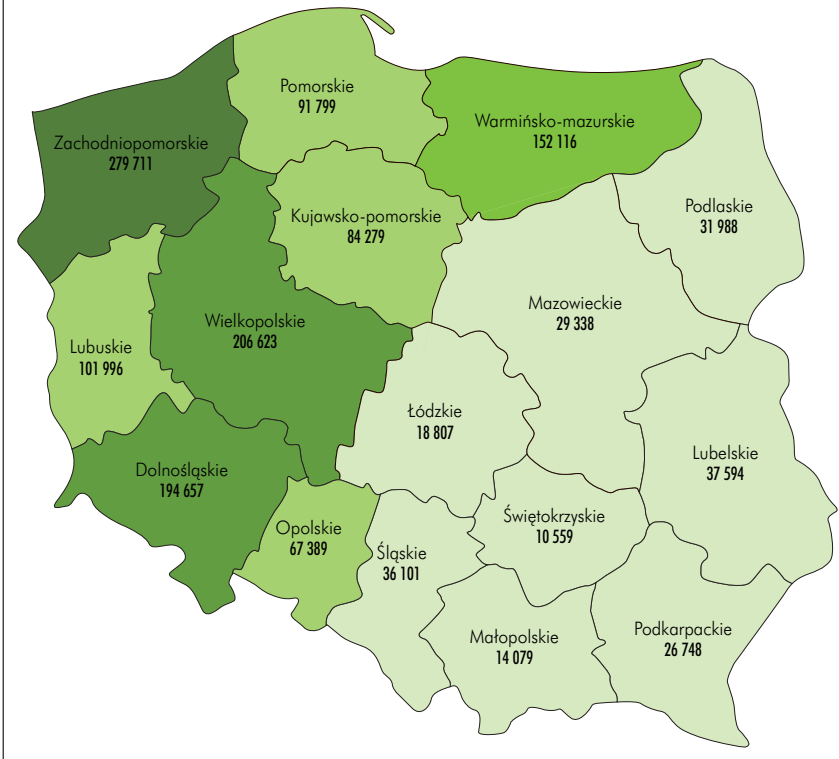 Pomorskie
91 799
Warmińsko-mazurskie
152 116
Zachodniopomorskie
279 711
Podlaskie
31 988
Kujawsko-pomorskie
84 279
Mazowieckie
29 338
Wielkopolskie
206 623
Lubuskie
101 996
Łódzkie
18 807
Lubelskie
37 594
Dolnośląskie
194 657
Świętokrzyskie
10 559
Opolskie
67 389
Śląskie
36 101
Małopolskie
14 079
Podkarpackie
26 748